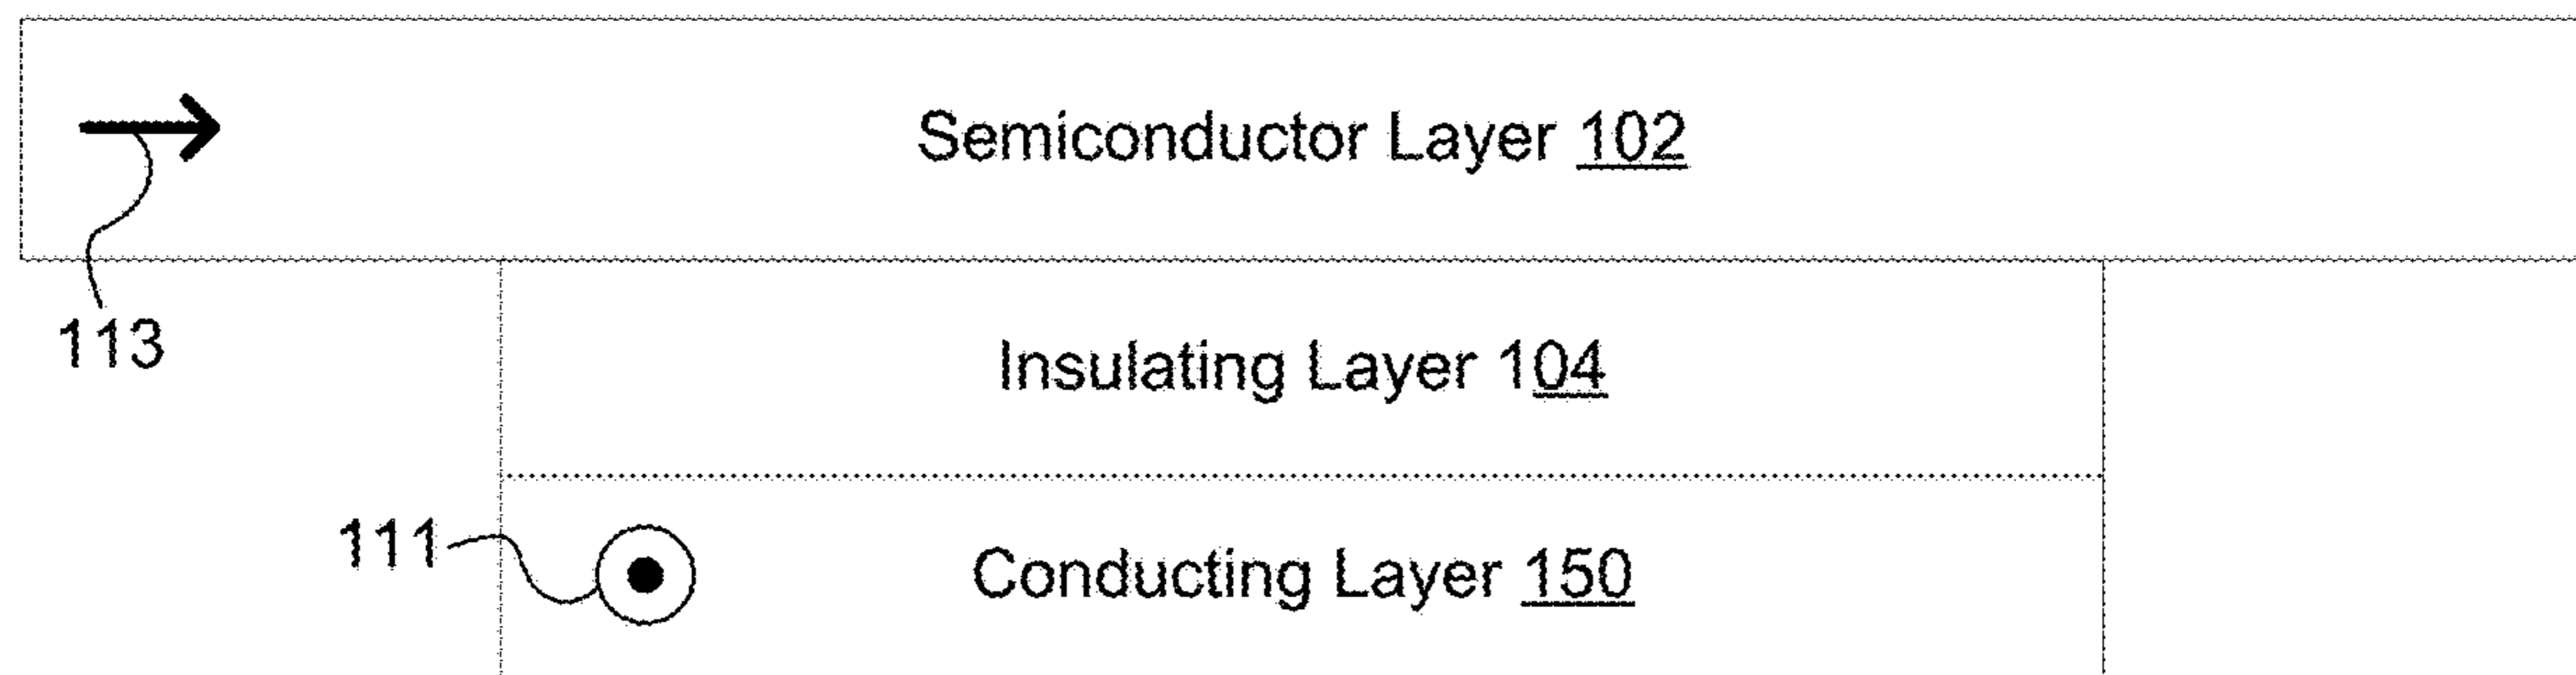 Semiconductor Layer 102
113
Insulating Layer 104
111
Conducting Layer 150